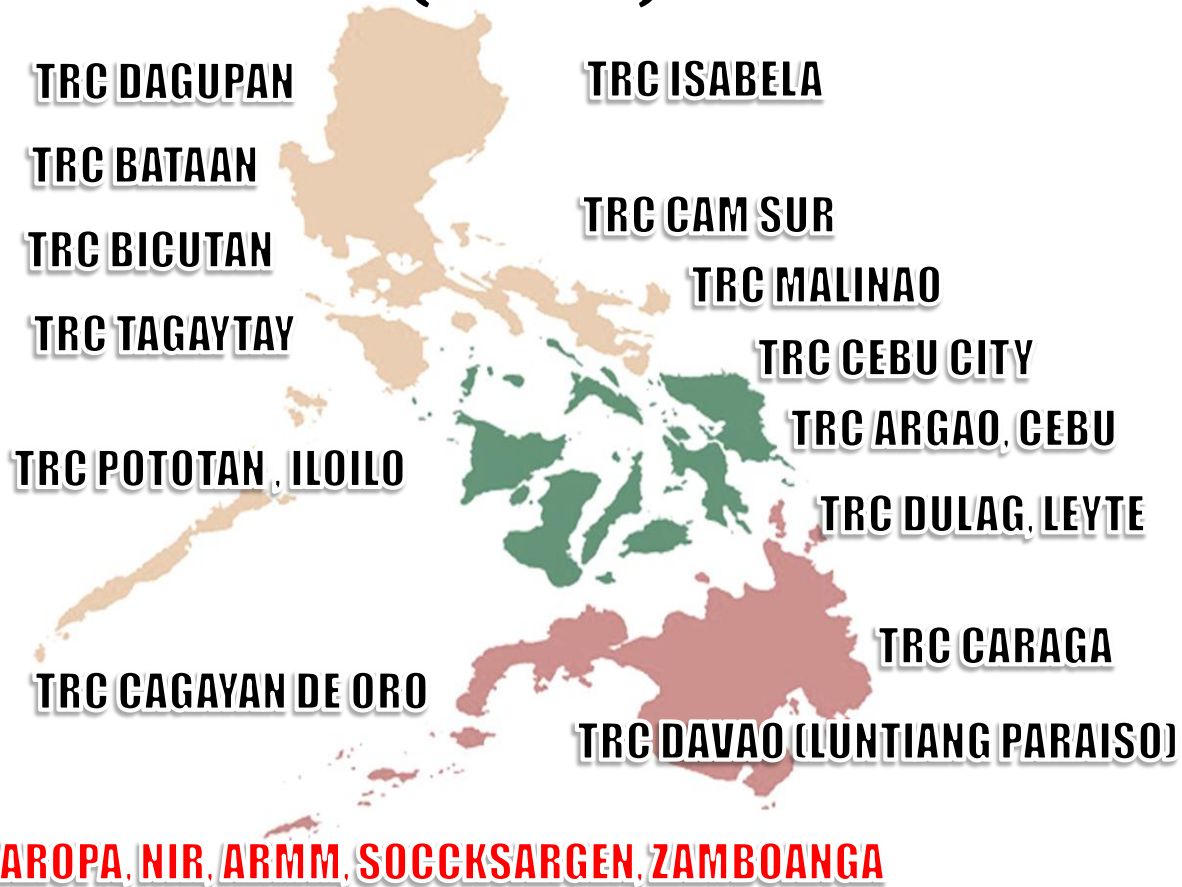 TRC DAGUPAN
TRC ISABELA
TRC BATAAN
TRC CAM SUR
TRC BICUTAN
TRC MALINAO
TRC TAGAYTAY
TRC CEBU CITY
TRC ARGAO, CEBU
TRC POTOTAN , ILOILO
TRC DULAG, LEYTE
TRC CARAGA
TRC CAGAYAN DE ORO
TRC DAVAO (LUNTIANG PARAISO)
AROPA, NIR, ARMM, SOCCKSARGEN, ZAMBOANGA